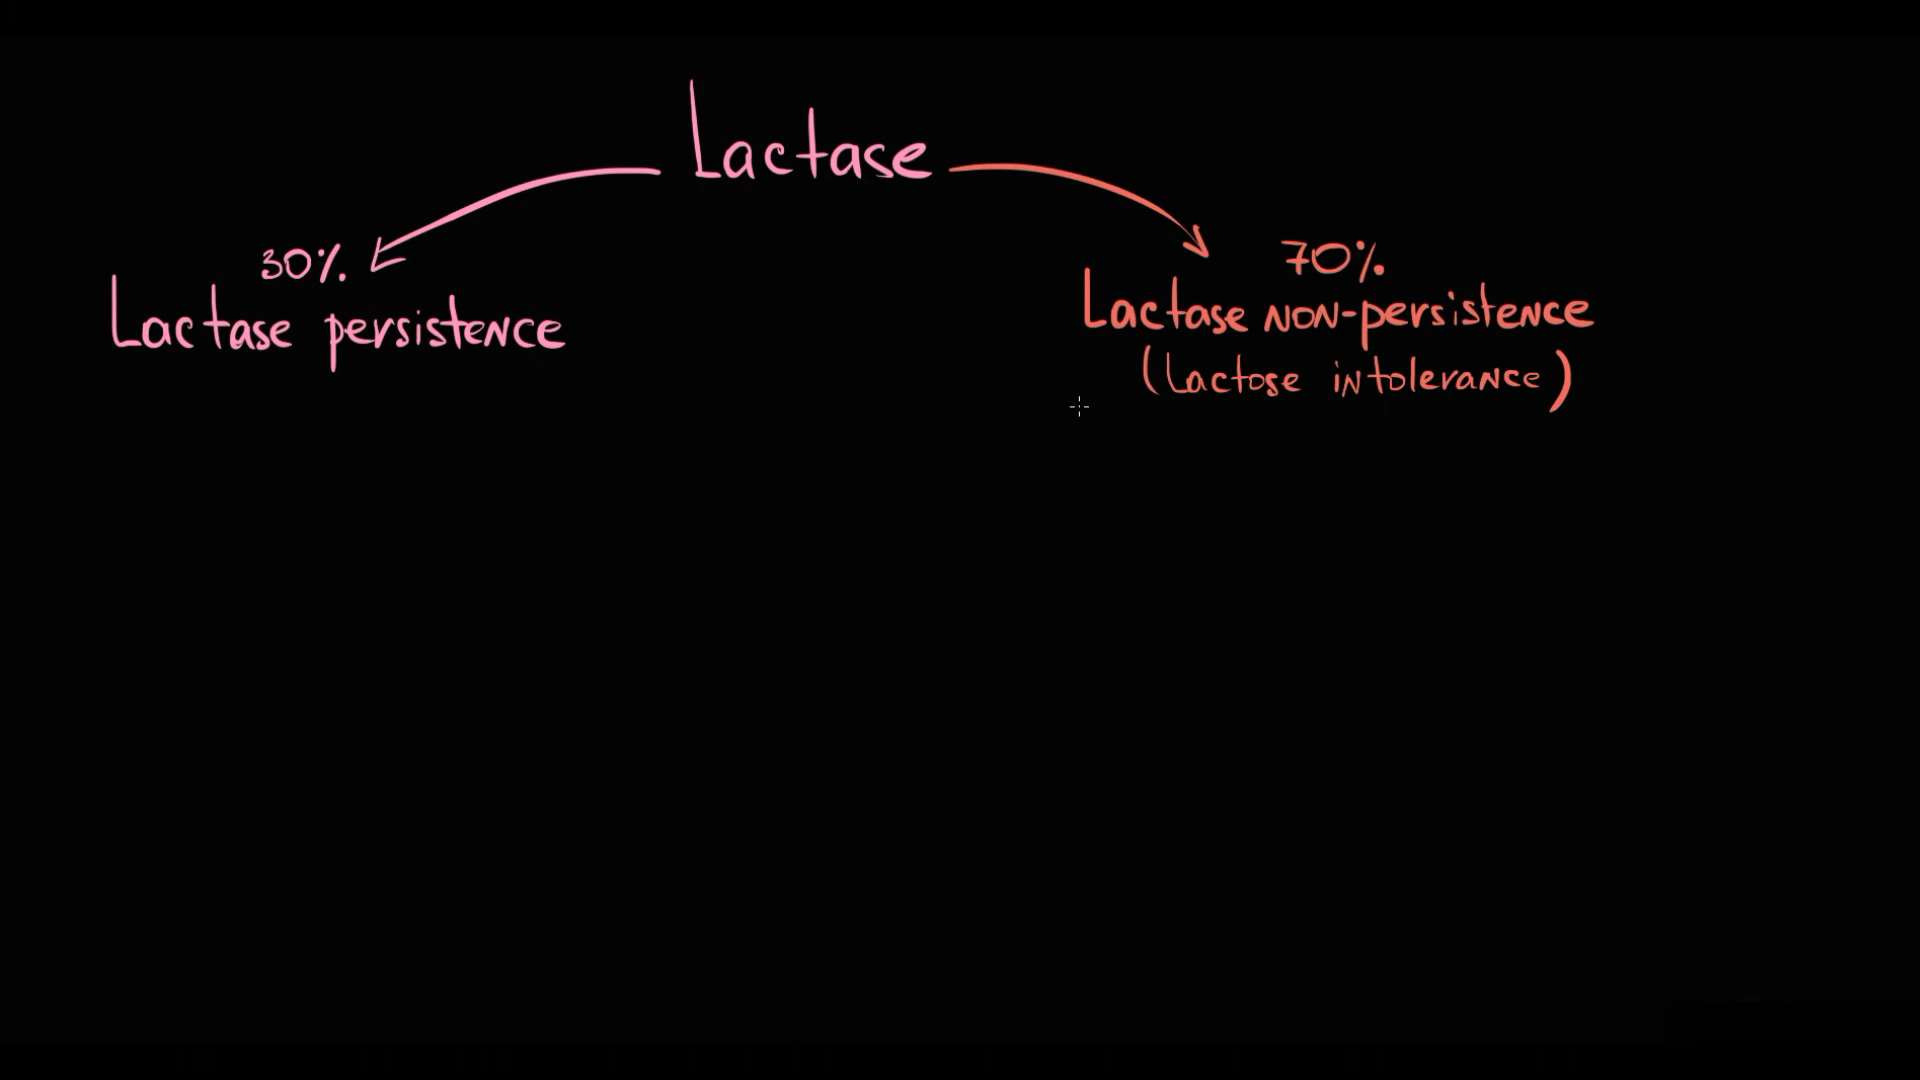 Lactase
30%
Lactase persistence
70%
Lactase non-persistence
(Lactose intolerance)